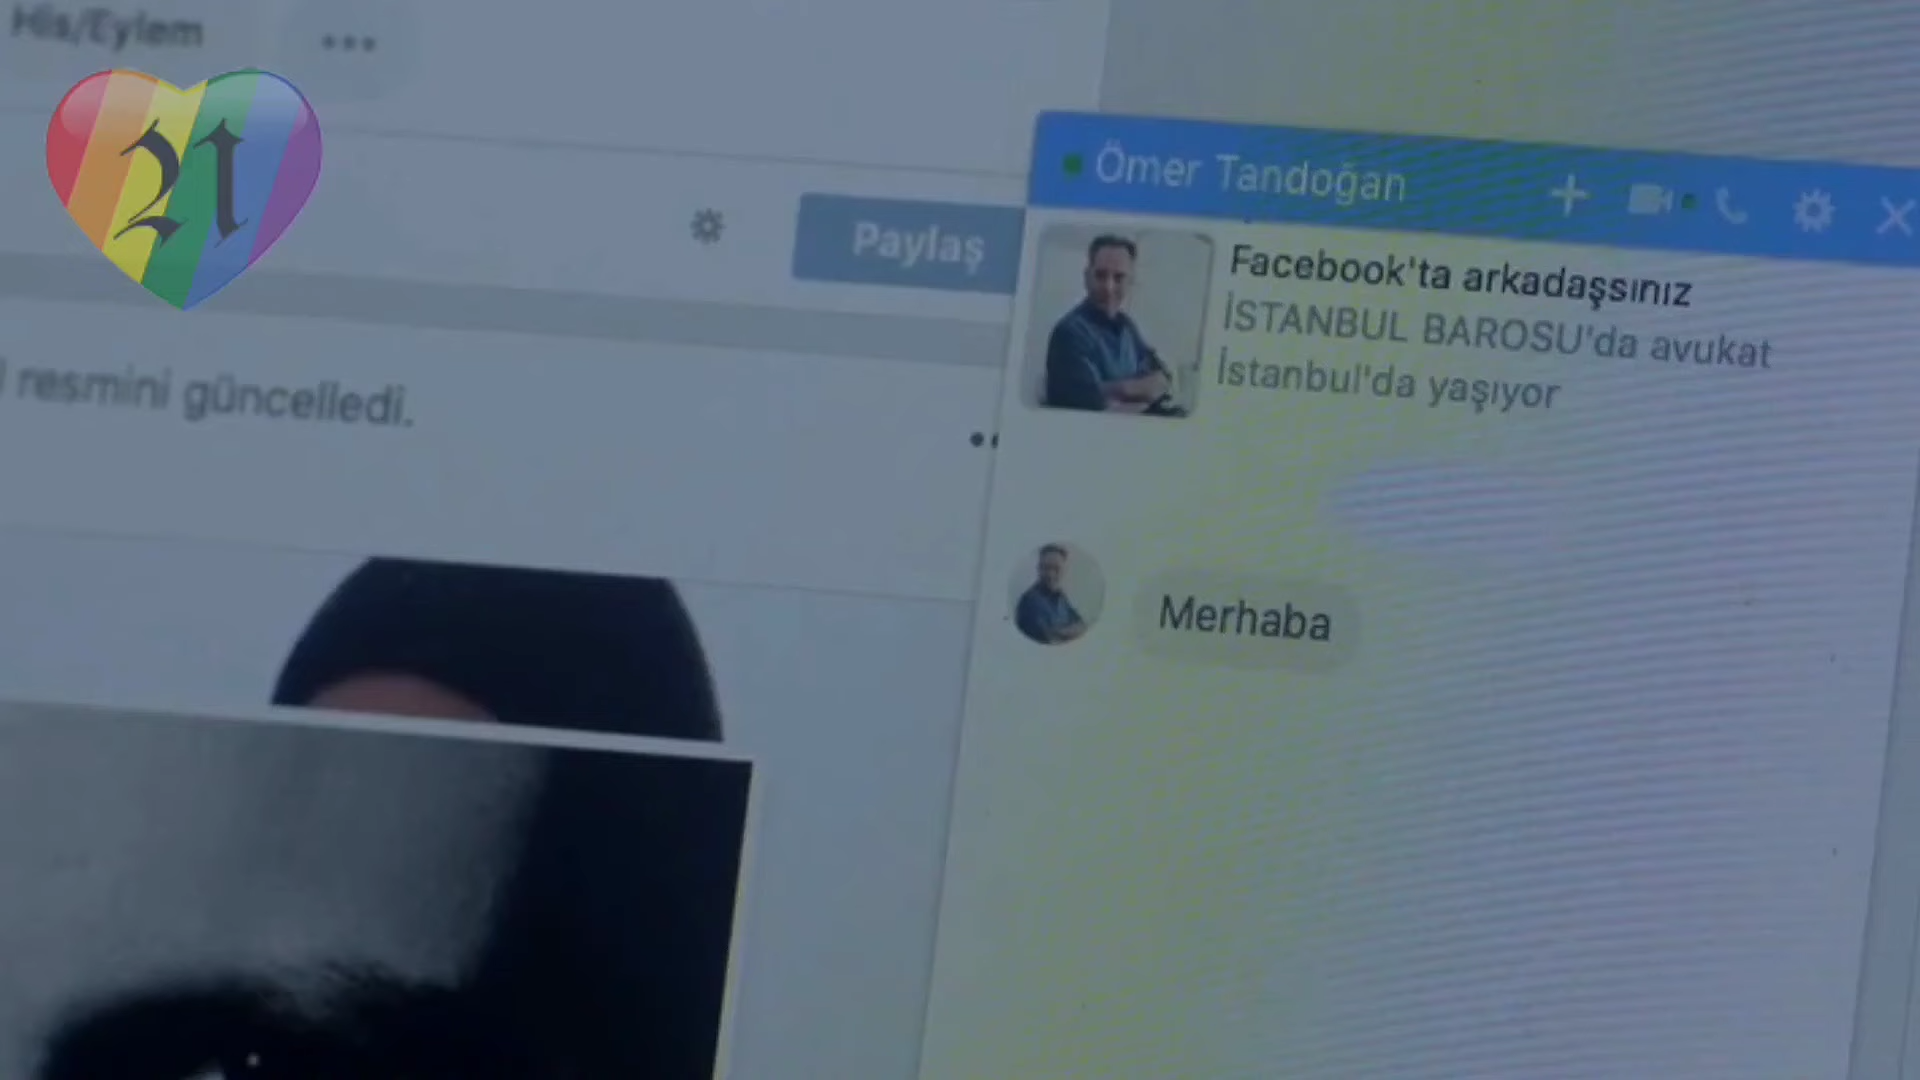 His/Eylem
21
Paylaş
resmini güncelledi.
Ömer Tandoğan
Facebook'ta arkadaşsınız
İSTANBUL BAROSU'da avukat
İstanbul'da yaşıyor
Merhaba